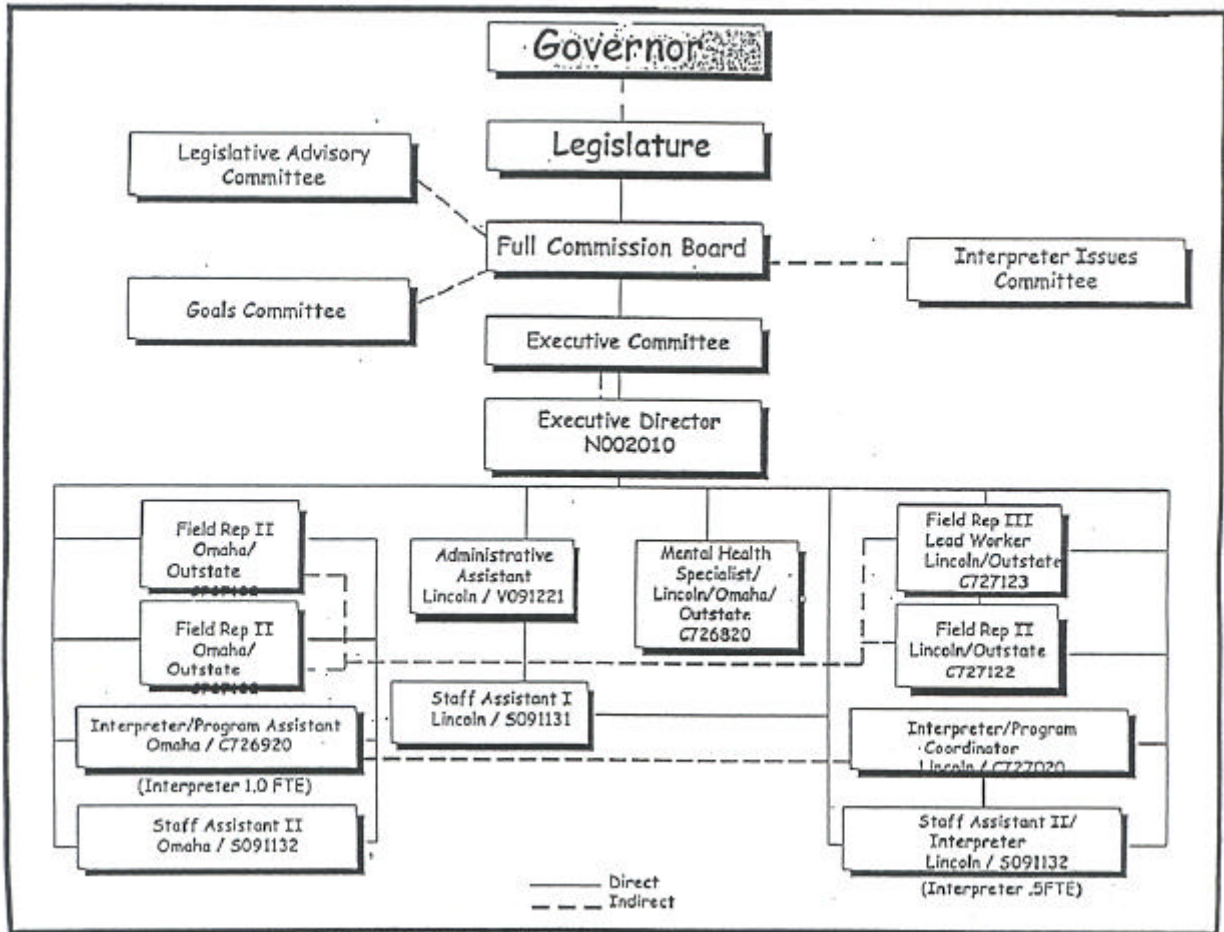 Governor
Legislature
Legislative Advisory
Committee
Full Commission Board
Interpreter Issues
Committee
Goals Committee
Executive Committee
Executive Director
N002010
Field Rep II
Omaha/
Outstate
Administrative
Assistant
Lincoln / V091221
Mental Health
Specialist/
Lincoln/Omaha/
Outstate
C726820
Field Rep III
Lead Worker
Lincoln/Outstate
C727123
Field Rep II
Omaha/
Outstate
Field Rep II
Lincoln/Outstate
C727122
Staff Assistant I
Lincoln / S091131
Interpreter/Program Assistant
Omaha / C726920
(Interpreter 1.0 FTE)
Interpreter/Program
Coordinator
Lincoln / C727020
Staff Assistant II
Omaha / S091132
Staff Assistant II/
Interpreter
Lincoln / S091132
(Interpreter .5FTE)
Direct
Indirect